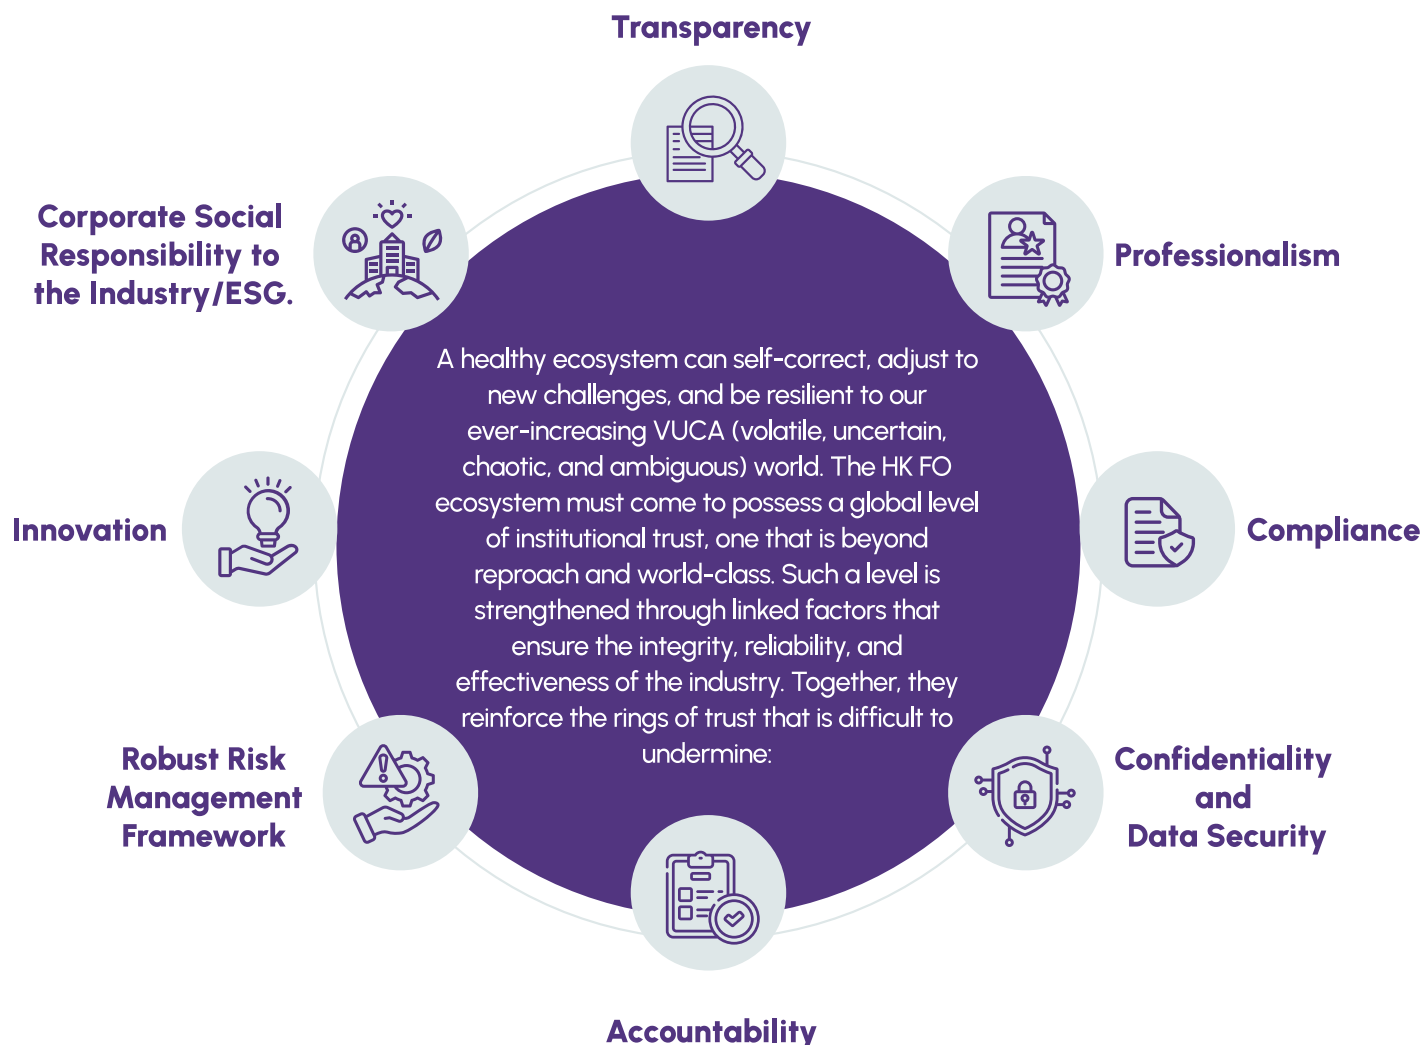 Transparency
Professionalism
Compliance
Confidentiality
and
Data Security
Accountability
Robust Risk
Management
Framework
Innovation
Corporate Social
Responsibility to
the Industry/ESG.
A healthy ecosystem can self-correct, adjust to
new challenges, and be resilient to our
ever-increasing VUCA (volatile, uncertain,
chaotic, and ambiguous) world. The HK FO
ecosystem must come to possess a global level
of institutional trust, one that is beyond
reproach and world-class. Such a level is
strengthened through linked factors that
ensure the integrity, reliability, and
effectiveness of the industry. Together, they
reinforce the rings of trust that is difficult to
undermine: